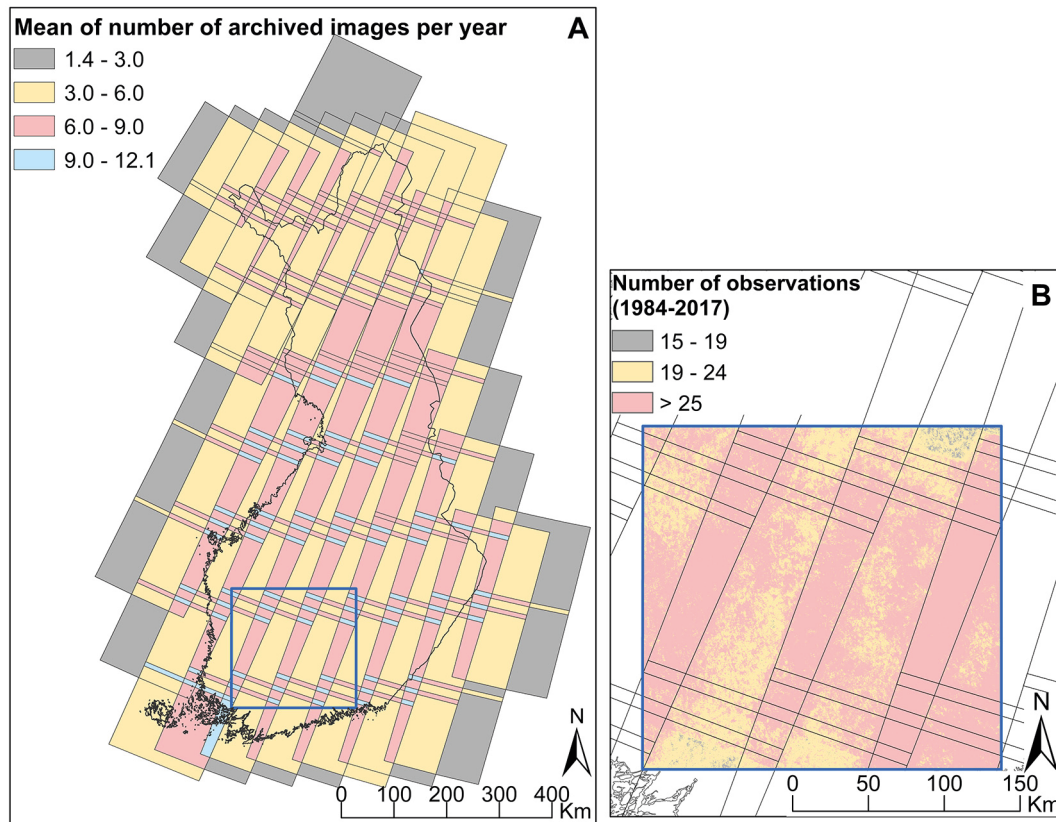 Mean of number of archived images per year
A
1.4 - 3.0
3.0 - 6.0
6.0 - 9.0
9.0 - 12.1
N
0 100 200 300 400
Km
Number of observations
(1984-2017)
B
15 - 19
19 - 24
> 25
N
0 50 100 150
Km